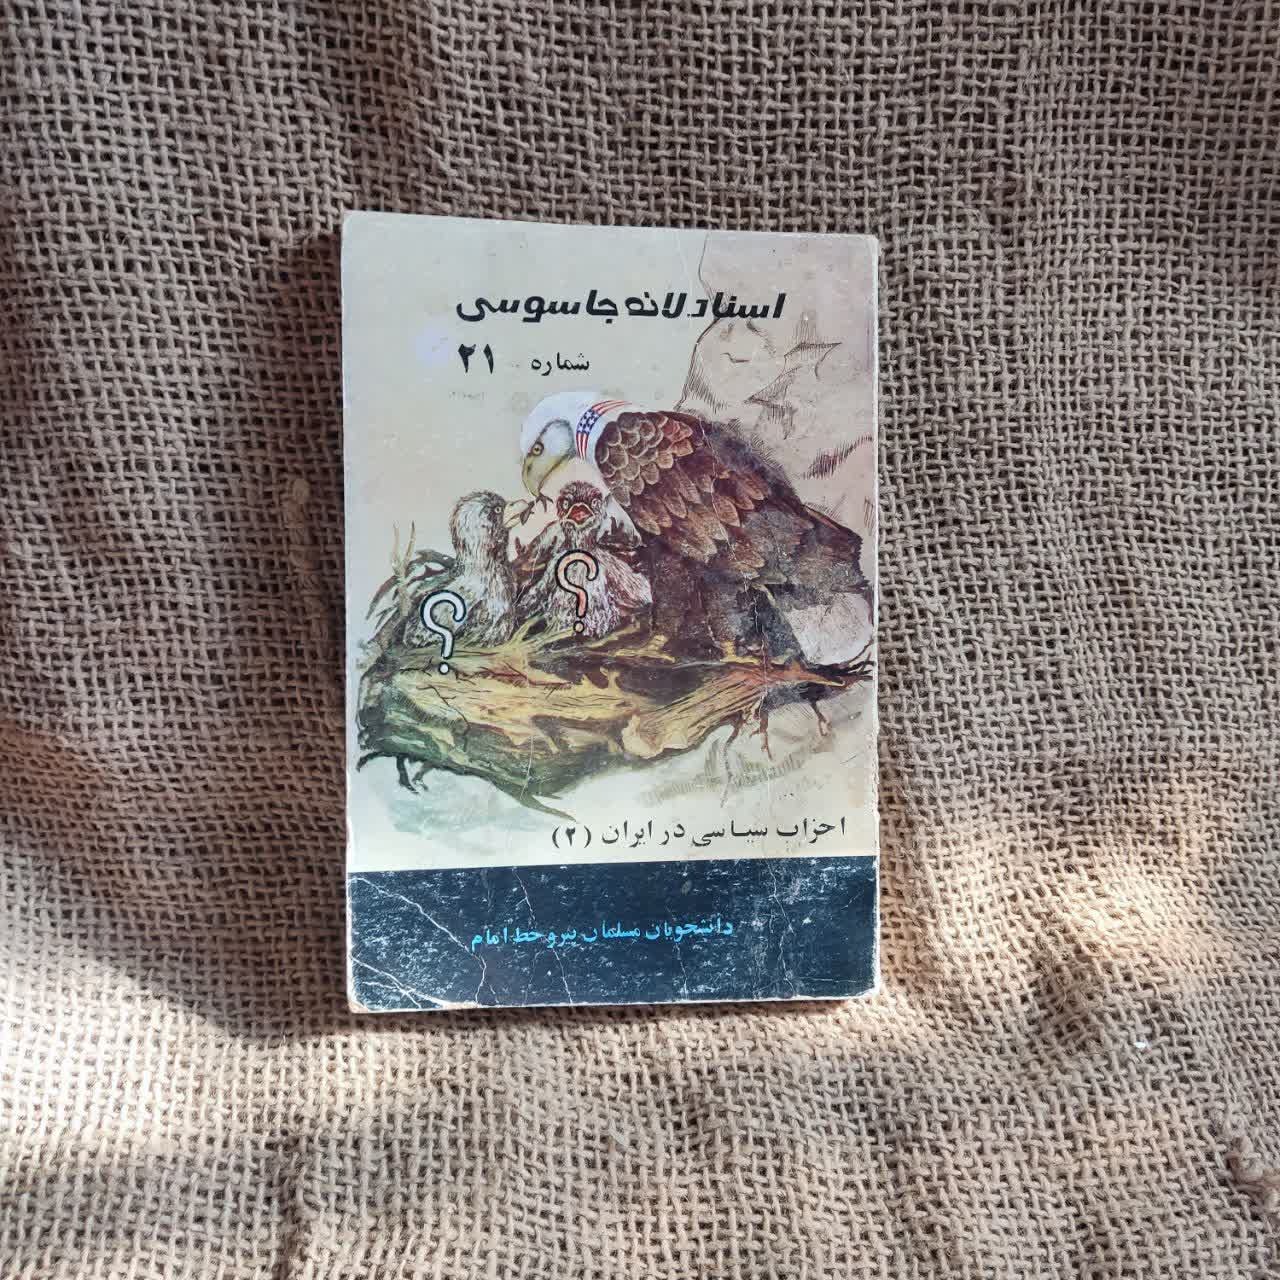 اسناد لانه جاسوسی
شماره ۲۱
؟
؟
احزاب سیاسی در ایران (۲)
دانشجویان مسلمان پیرو خط امام